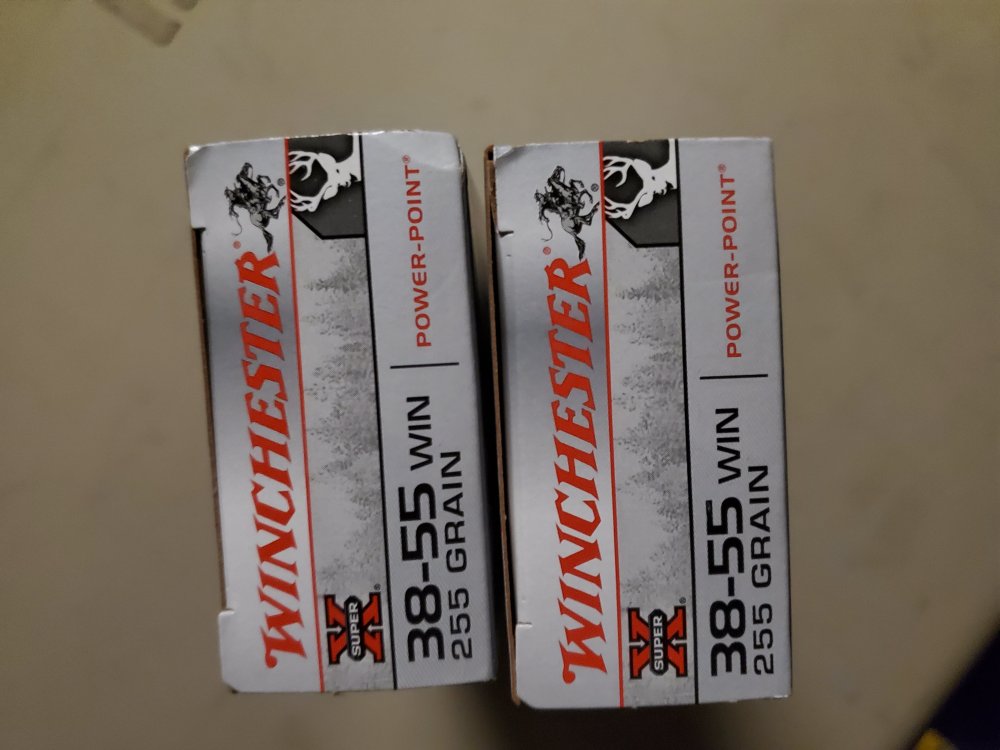 WINCHESTER®
SUPER X®
38-55 WIN | POWER-POINT®
255 GRAIN
WINCHESTER®
SUPER X®
38-55 WIN | POWER-POINT®
255 GRAIN